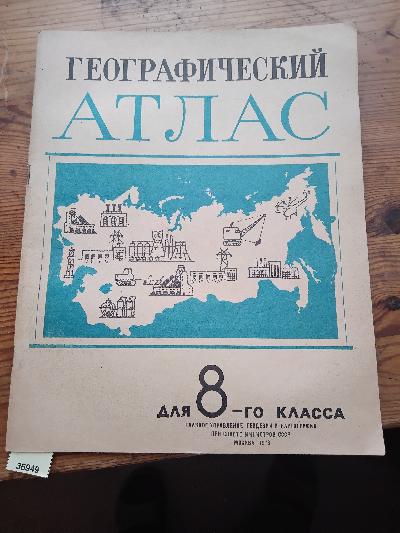 ГЕОГРАФИЧЕСКИЙ
АТЛАС
ДЛЯ 8-ГО КЛАССА
ГЛАВНОЕ УПРАВЛЕНИЕ ГЕОДЕЗИИ И КАРТОГРАФИИ
ПРИ СОВЕТЕ МИНИСТРОВ СССР
МОСКВА
36949